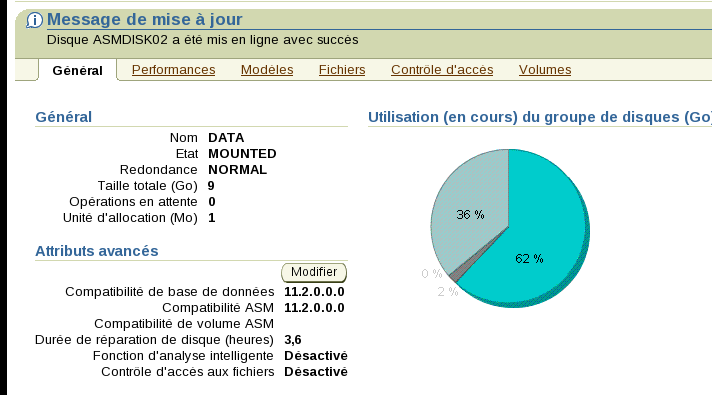 Message de mise à jour
Disque ASMDISK02 a été mis en ligne avec succès
Général Performances Modèles Fichiers Contrôle d'accès Volumes
Général
Nom DATA
Etat MOUNTED
Redondance NORMAL
Taille totale (Go) 9
Opérations en attente 0
Unité d'allocation (Mo) 1
Attributs avancés
Modifier
Compatibilité de base de données 11.2.0.0.0
Compatibilité ASM 11.2.0.0.0
Compatibilité de volume ASM
Durée de réparation de disque (heures) 3,6
Fonction d'analyse intelligente Désactivé
Contrôle d'accès aux fichiers Désactivé
Utilisation (en cours) du groupe de disques (Go)
36 %
62 %
0 %
2 %